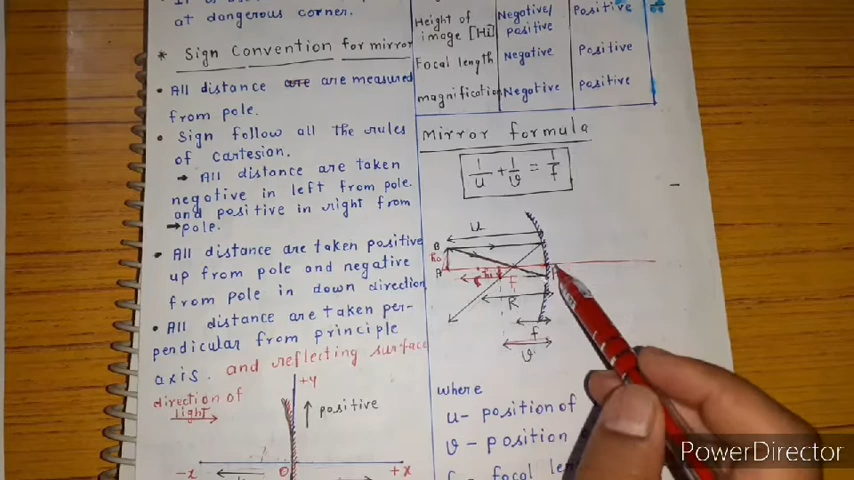 at dangerous corner.
* Sign Convention for mirror
• All distance are are measured
from pole.
• Sign follow all the rules
of Cartesian.
→ All distance are taken
negative in left from pole.
and positive in right from
→ pole.
• All distance are taken positive
up from pole and negative
from pole in down direction
• All distance are taken per-
pendicular from principle
axis. and reflecting surface
direction of
light
+y
positive
-x
O
+x
Height of
image [Hi]
Negative/
positive
Positive
Focal length
Negative
Positive
magnification
Negative
Positive
Mirror formula
1/u + 1/v = 1/f
u
B
ho
A
hi
f
R
f
v
where
u- position of
v - position
focal
PowerDirector